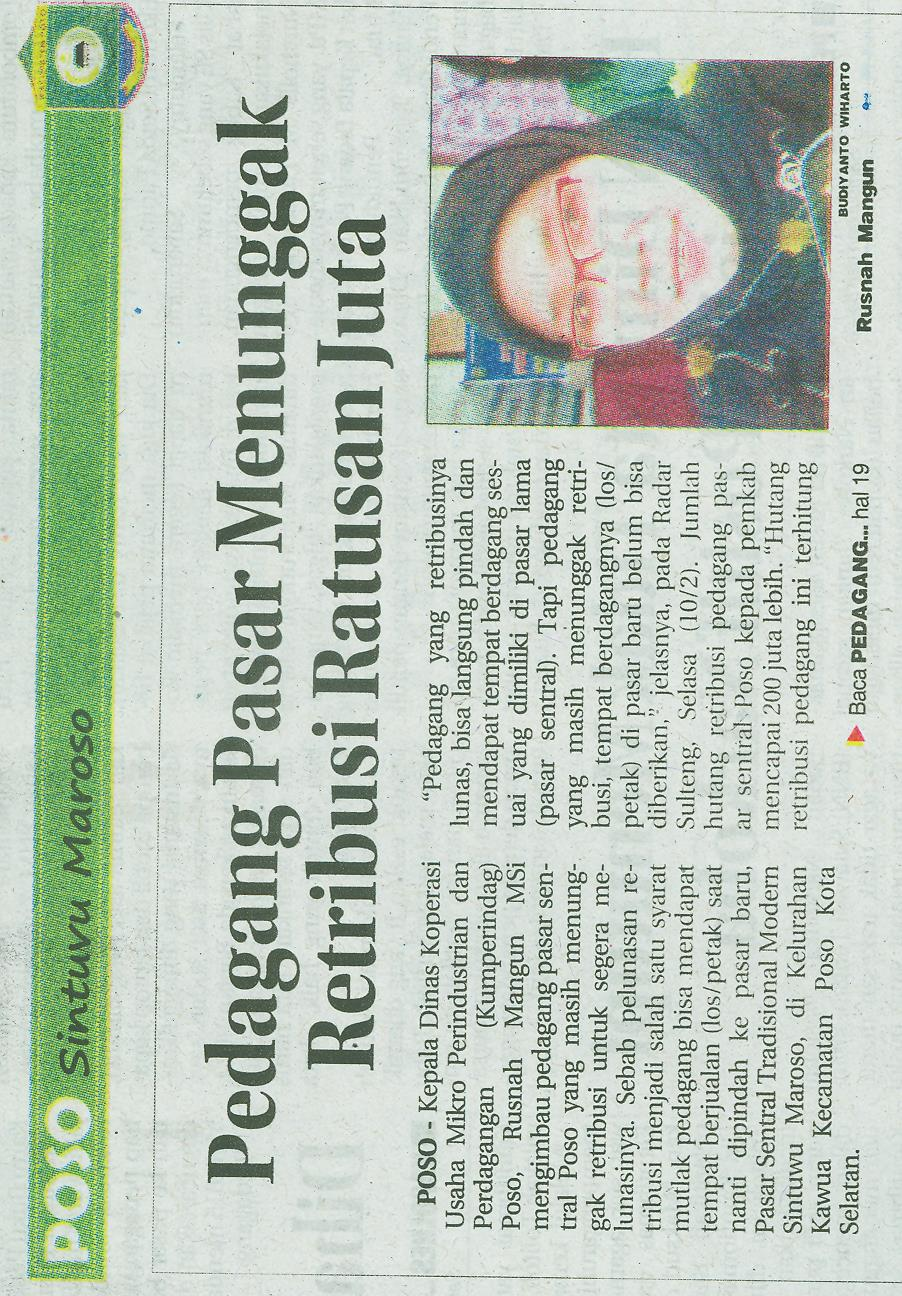 POSO Sintuvu Maroso
Pedagang Pasar Menunggak
Retribusi Ratusan Juta
POSO - Kepala Dinas Koperasi
Usaha Mikro Perindustrian dan
Perdagangan (Kumperindag)
Poso, Rusnah Mangun MSi
mengimbau pedagang pasar sen-
tral Poso yang masih menung-
gak retribusi untuk segera me-
lunasinya. Sebab pelunasan re-
tribusi menjadi salah satu syarat
mutlak pedagang bisa mendapat
tempat berjualan (los/petak) saat
nanti dipindah ke pasar baru,
Pasar Sentral Tradisional Modern
Sintuwu Maroso, di Kelurahan
Kawua Kecamatan Poso Kota
Selatan.
"Pedagang yang retribusinya
lunas, bisa langsung pindah dan
mendapat tempat berdagang ses-
uai yang dimiliki di pasar lama
(pasar sentral). Tapi pedagang
yang masih menunggak retri-
busi, tempat berdagangnya (los/
petak) di pasar baru belum bisa
diberikan," jelasnya, pada Radar
Sulteng, Selasa (10/2). Jumlah
hutang retribusi pedagang pas-
ar sentral Poso kepada pemkab
mencapai 200 juta lebih. "Hutang
retribusi pedagang ini terhitung
Baca PEDAGANG... hal 19
BUDIYANTO WIHARTO
Rusnah Mangun